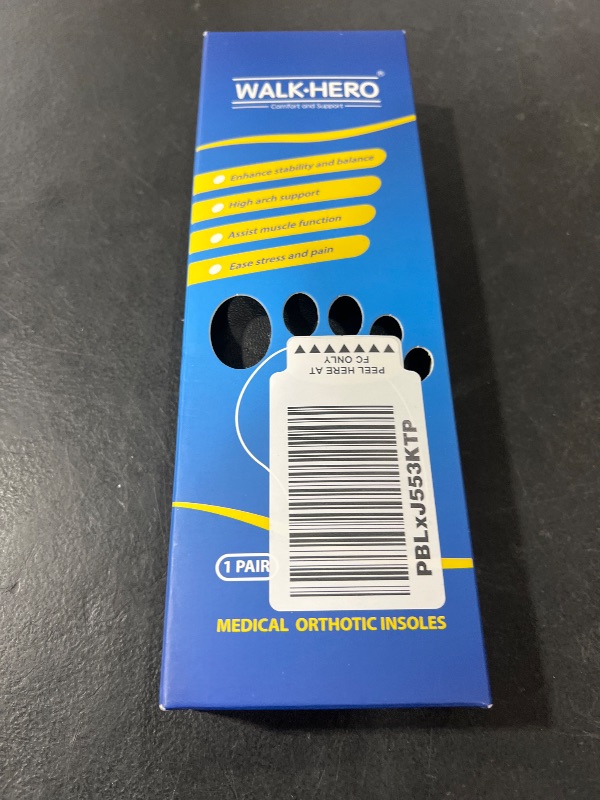 WALK·HERO®
Comfort and Support
Enhance stability and balance
High arch support
Assist muscle function
Ease stress and pain
PEEL HERE AT
FC ONLY
PBLxJ553KTP
1 PAIR
MEDICAL ORTHOTIC INSOLES